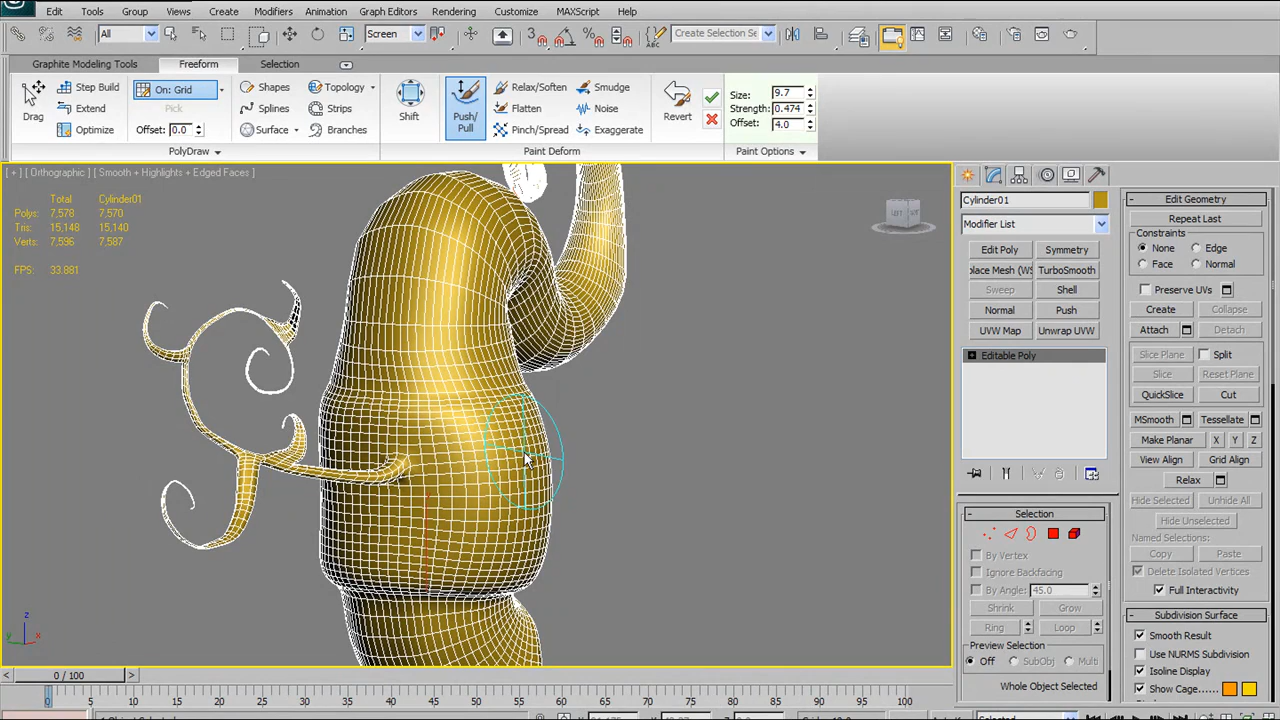 Edit Tools Group Views Create Modifiers Animation Graph Editors Rendering Customize MAXScript Help
All Screen Create Selection Se
Graphite Modeling Tools Freeform Selection
Drag Step Build On: Grid Shapes Topology
Extend Pick Splines Strips
Optimize Offset: 0.0 Surface Branches
PolyDraw
Shift Push/Pull Relax/Soften Smudge Revert
Flatten Noise
Pinch/Spread Exaggerate
Paint Deform
Size: 9.7
Strength: 0.474
Offset: 4.0
Paint Options
[ + ] [ Orthographic ] [ Smooth + Highlights + Edged Faces ]
Total Cylinder01
Polys: 7,578 7,570
Tris: 15,148 15,140
Verts: 7,596 7,587
FPS: 33.881
LEFT
z
y x
Cylinder01
Modifier List
Edit Poly Symmetry
place Mesh (WS TurboSmooth
Sweep Shell
Normal Push
UVW Map Unwrap UVW
Editable Poly
Selection
By Vertex
Ignore Backfacing
By Angle: 45.0
Shrink Grow
Ring Loop
Preview Selection
Off SubObj Multi
Whole Object Selected
Edit Geometry
Repeat Last
Constraints
None Edge
Face Normal
Preserve UVs
Create Collapse
Attach Detach
Slice Plane Split
Slice Reset Plane
QuickSlice Cut
MSmooth Tessellate
Make Planar X Y Z
View Align Grid Align
Relax
Hide Selected Unhide All
Hide Unselected
Named Selections:
Copy Paste
Delete Isolated Vertices
Full Interactivity
Subdivision Surface
Smooth Result
Use NURMS Subdivision
Isoline Display
Show Cage......
< 0 / 100 >
0 5 10 15 20 25 30 35 40 45 50 55 60 65 70 75 80 85 90 95 100